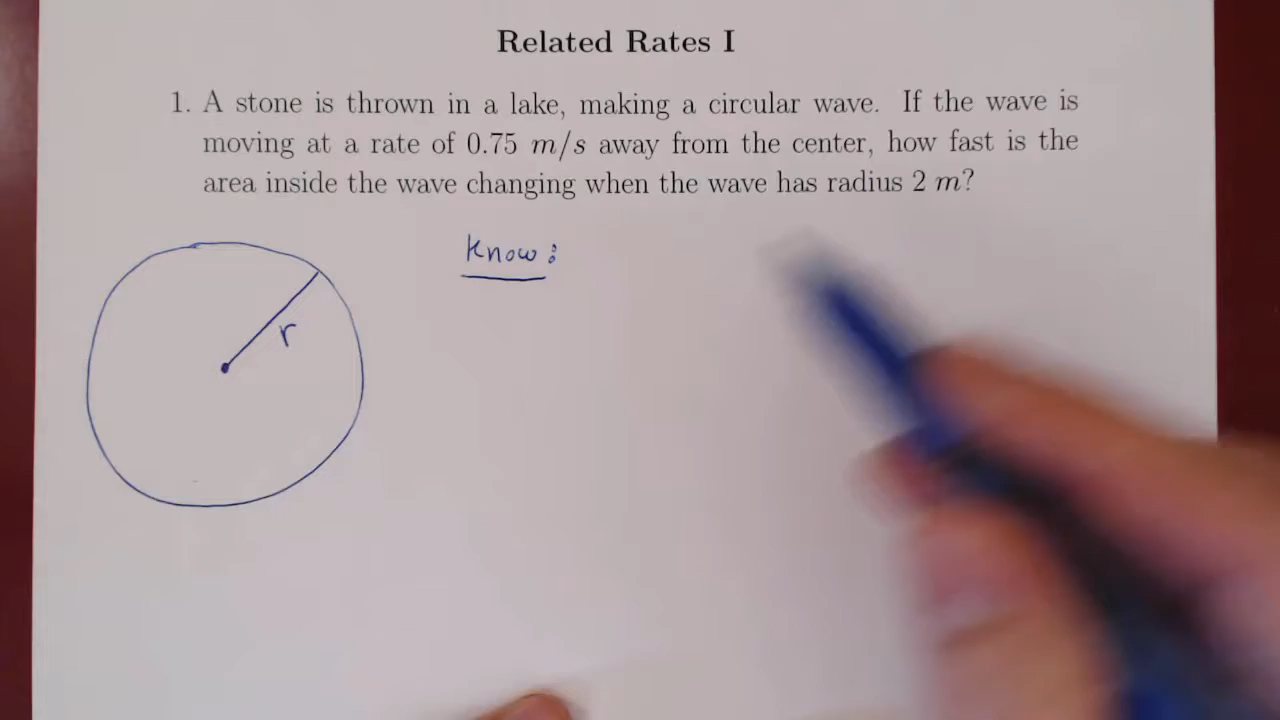 Related Rates I
1. A stone is thrown in a lake, making a circular wave. If the wave is
moving at a rate of 0.75 m/s away from the center, how fast is the
area inside the wave changing when the wave has radius 2 m?
Know:
r